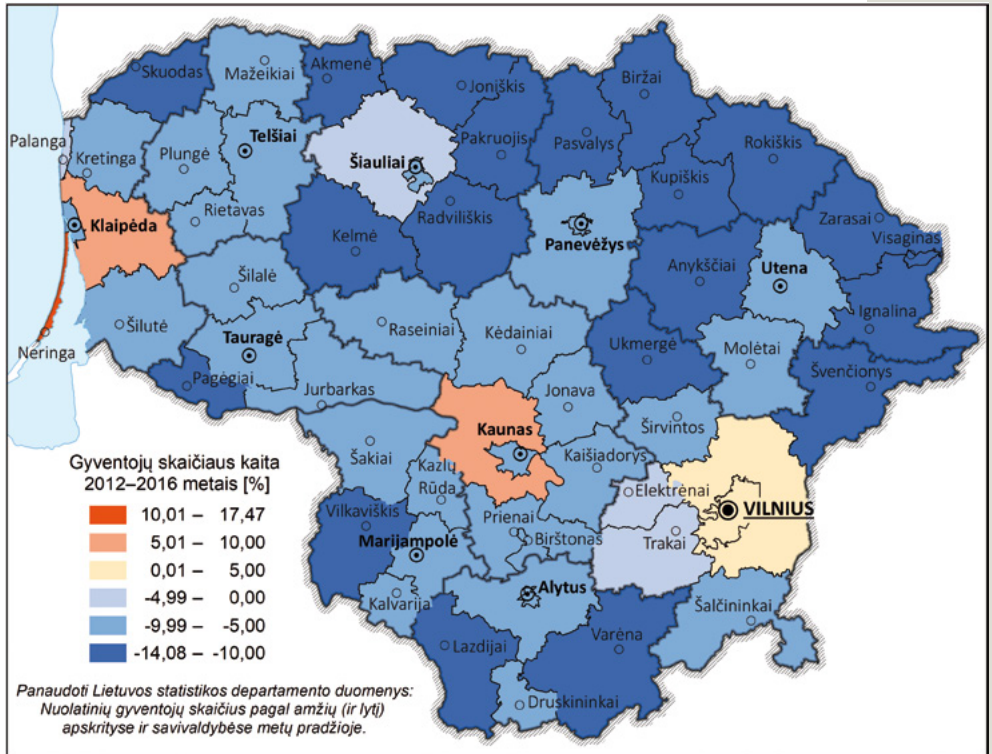 Skuodas
Mažeikiai
Akmenė
Joniškis
Biržai
Palanga
Kretinga
Plungė
Telšiai
Šiauliai
Pakruojis
Pasvalys
Rokiškis
Kupiškis
Klaipėda
Rietavas
Radviliškis
Kelmė
Panevėžys
Zarasai
Visaginas
Anykščiai
Utena
Šilalė
Ignalina
Šilutė
Tauragė
Raseiniai
Kėdainiai
Ukmergė
Molėtai
Neringa
Pagėgiai
Jurbarkas
Jonava
Švenčionys
Širvintos
Kaunas
Šakiai
Kazlų
Rūda
Kaišiadorys
Elektrėnai
VILNIUS
Vilkaviškis
Prienai
Birštonas
Trakai
Marijampolė
Kalvarija
Alytus
Šalčininkai
Lazdijai
Varėna
Druskininkai
Gyventojų skaičiaus kaita
2012–2016 metais [%]
10,01 – 17,47
5,01 – 10,00
0,01 – 5,00
-4,99 – 0,00
-9,99 – -5,00
-14,08 – -10,00
Panaudoti Lietuvos statistikos departamento duomenys:
Nuolatinių gyventojų skaičius pagal amžių (ir lytį)
apskrityse ir savivaldybėse metų pradžioje.